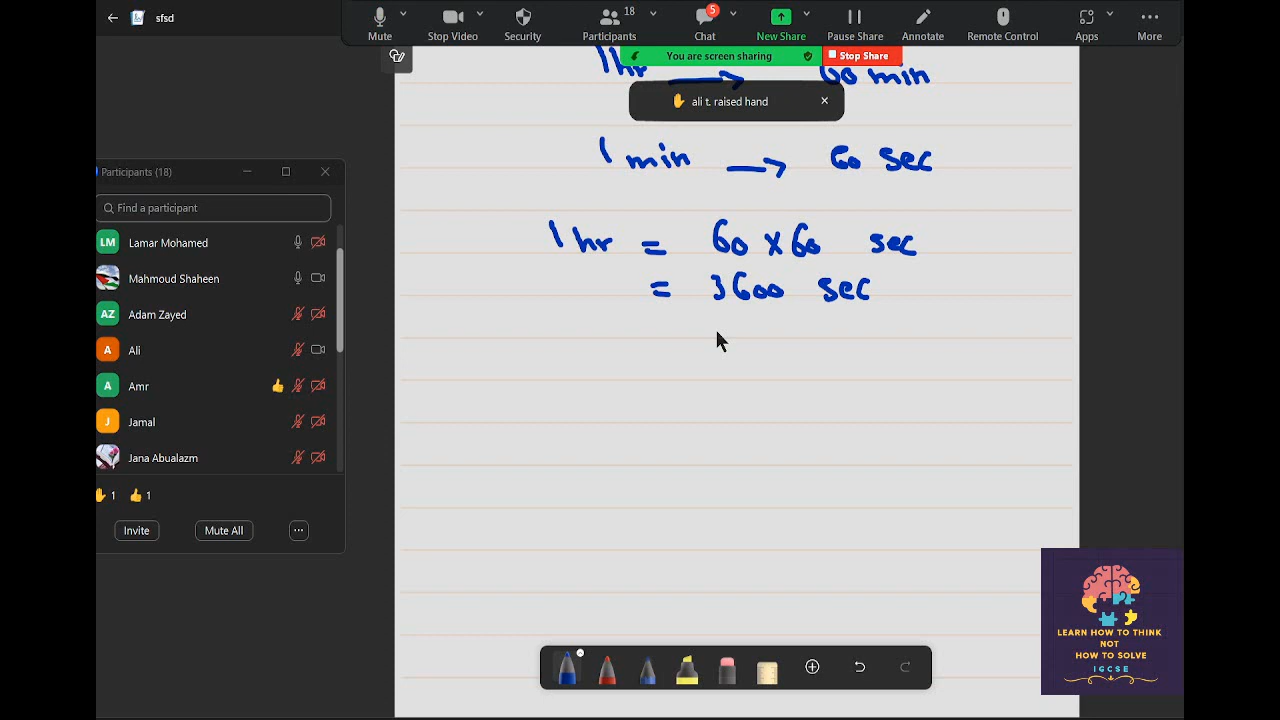 sfsd
Mute
Stop Video
Security
18
Participants
5
Chat
New Share
Pause Share
Annotate
Remote Control
Apps
More
You are screen sharing
Stop Share
1 hr → 60 min
ali t. raised hand
1 min → 60 sec
1 hr = 60 × 60 sec
= 3600 sec
Participants (18)
Find a participant
LM Lamar Mohamed
Mahmoud Shaheen
AZ Adam Zayed
A Ali
A Amr
J Jamal
Jana Abualazm
1 1
Invite
Mute All
LEARN HOW TO THINK
NOT
HOW TO SOLVE
IGCSE